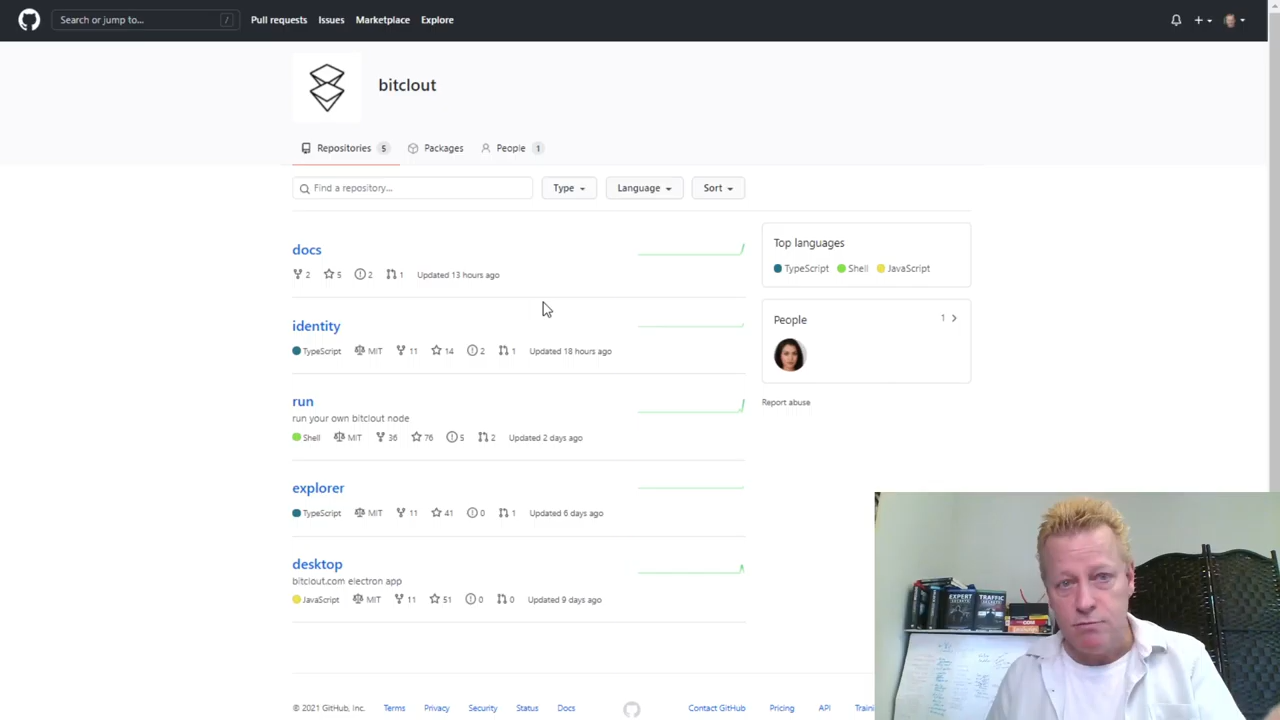 Search or jump to... /
Pull requests Issues Marketplace Explore
bitclout
Repositories 5 Packages People 1
Find a repository... Type Language Sort
docs
2 5 2 1 Updated 13 hours ago
identity
TypeScript MIT 11 14 2 1 Updated 18 hours ago
run
run your own bitclout node
Shell MIT 36 76 5 2 Updated 2 days ago
explorer
TypeScript MIT 11 41 0 1 Updated 6 days ago
desktop
bitclout.com electron app
JavaScript MIT 11 51 0 0 Updated 9 days ago
Top languages
TypeScript Shell JavaScript
People 1
Report abuse
EXPERT
SECRETS
TRAFFIC
SECRETS
© 2021 GitHub, Inc. Terms Privacy Security Status Docs Contact GitHub Pricing API Traini